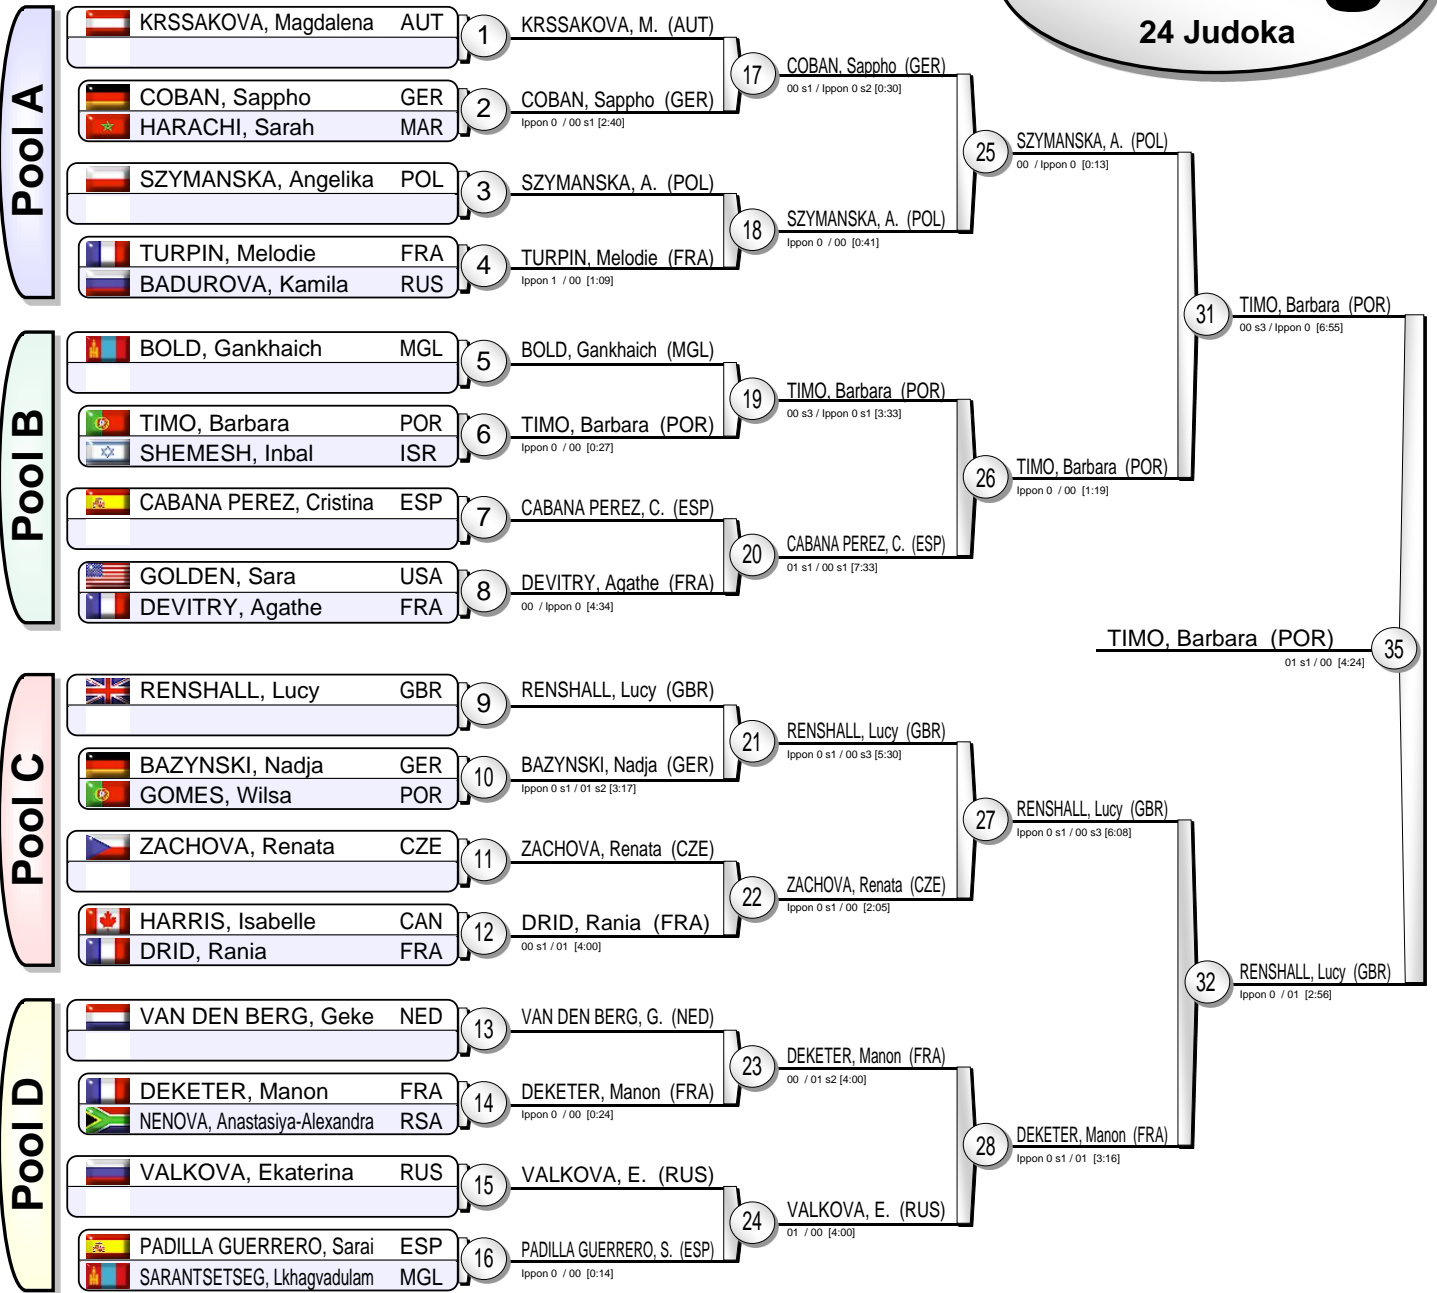 24 Judoka
Pool A
KRSSAKOVA, Magdalena AUT
1
KRSSAKOVA, M. (AUT)
COBAN, Sappho GER
HARACHI, Sarah MAR
2
COBAN, Sappho (GER)
Ippon 0 / 00 s1 [2:40]
17
COBAN, Sappho (GER)
00 s1 / Ippon 0 s2 [0:30]
SZYMANSKA, Angelika POL
3
SZYMANSKA, A. (POL)
TURPIN, Melodie FRA
BADUROVA, Kamila RUS
4
TURPIN, Melodie (FRA)
Ippon 1 / 00 [1:09]
18
SZYMANSKA, A. (POL)
Ippon 0 / 00 [0:41]
25
SZYMANSKA, A. (POL)
00 / Ippon 0 [0:13]
Pool B
BOLD, Gankhaich MGL
5
BOLD, Gankhaich (MGL)
TIMO, Barbara POR
SHEMESH, Inbal ISR
6
TIMO, Barbara (POR)
Ippon 0 / 00 [0:27]
19
TIMO, Barbara (POR)
00 s3 / Ippon 0 s1 [3:33]
CABANA PEREZ, Cristina ESP
7
CABANA PEREZ, C. (ESP)
GOLDEN, Sara USA
DEVITRY, Agathe FRA
8
DEVITRY, Agathe (FRA)
00 / Ippon 0 [4:34]
20
CABANA PEREZ, C. (ESP)
01 s1 / 00 s1 [7:33]
26
TIMO, Barbara (POR)
Ippon 0 / 00 [1:19]
31
TIMO, Barbara (POR)
00 s3 / Ippon 0 [6:55]
TIMO, Barbara (POR)
01 s1 / 00 [4:24]
35
Pool C
RENSHALL, Lucy GBR
9
RENSHALL, Lucy (GBR)
BAZYNSKI, Nadja GER
GOMES, Wilsa POR
10
BAZYNSKI, Nadja (GER)
Ippon 0 s1 / 01 s2 [3:17]
21
RENSHALL, Lucy (GBR)
Ippon 0 s1 / 00 s3 [5:30]
ZACHOVA, Renata CZE
11
ZACHOVA, Renata (CZE)
HARRIS, Isabelle CAN
DRID, Rania FRA
12
DRID, Rania (FRA)
00 s1 / 01 [4:00]
22
ZACHOVA, Renata (CZE)
Ippon 0 s1 / 00 [2:05]
27
RENSHALL, Lucy (GBR)
Ippon 0 s1 / 00 s3 [6:08]
Pool D
VAN DEN BERG, Geke NED
13
VAN DEN BERG, G. (NED)
DEKETER, Manon FRA
NENOVA, Anastasiya-Alexandra RSA
14
DEKETER, Manon (FRA)
Ippon 0 / 00 [0:24]
23
DEKETER, Manon (FRA)
00 / 01 s2 [4:00]
VALKOVA, Ekaterina RUS
15
VALKOVA, E. (RUS)
PADILLA GUERRERO, Sarai ESP
SARANTSETSEG, Lkhagvadulam MGL
16
PADILLA GUERRERO, S. (ESP)
Ippon 0 / 00 [0:14]
24
VALKOVA, E. (RUS)
01 / 00 [4:00]
28
DEKETER, Manon (FRA)
Ippon 0 s1 / 01 [3:16]
32
RENSHALL, Lucy (GBR)
Ippon 0 / 01 [2:56]